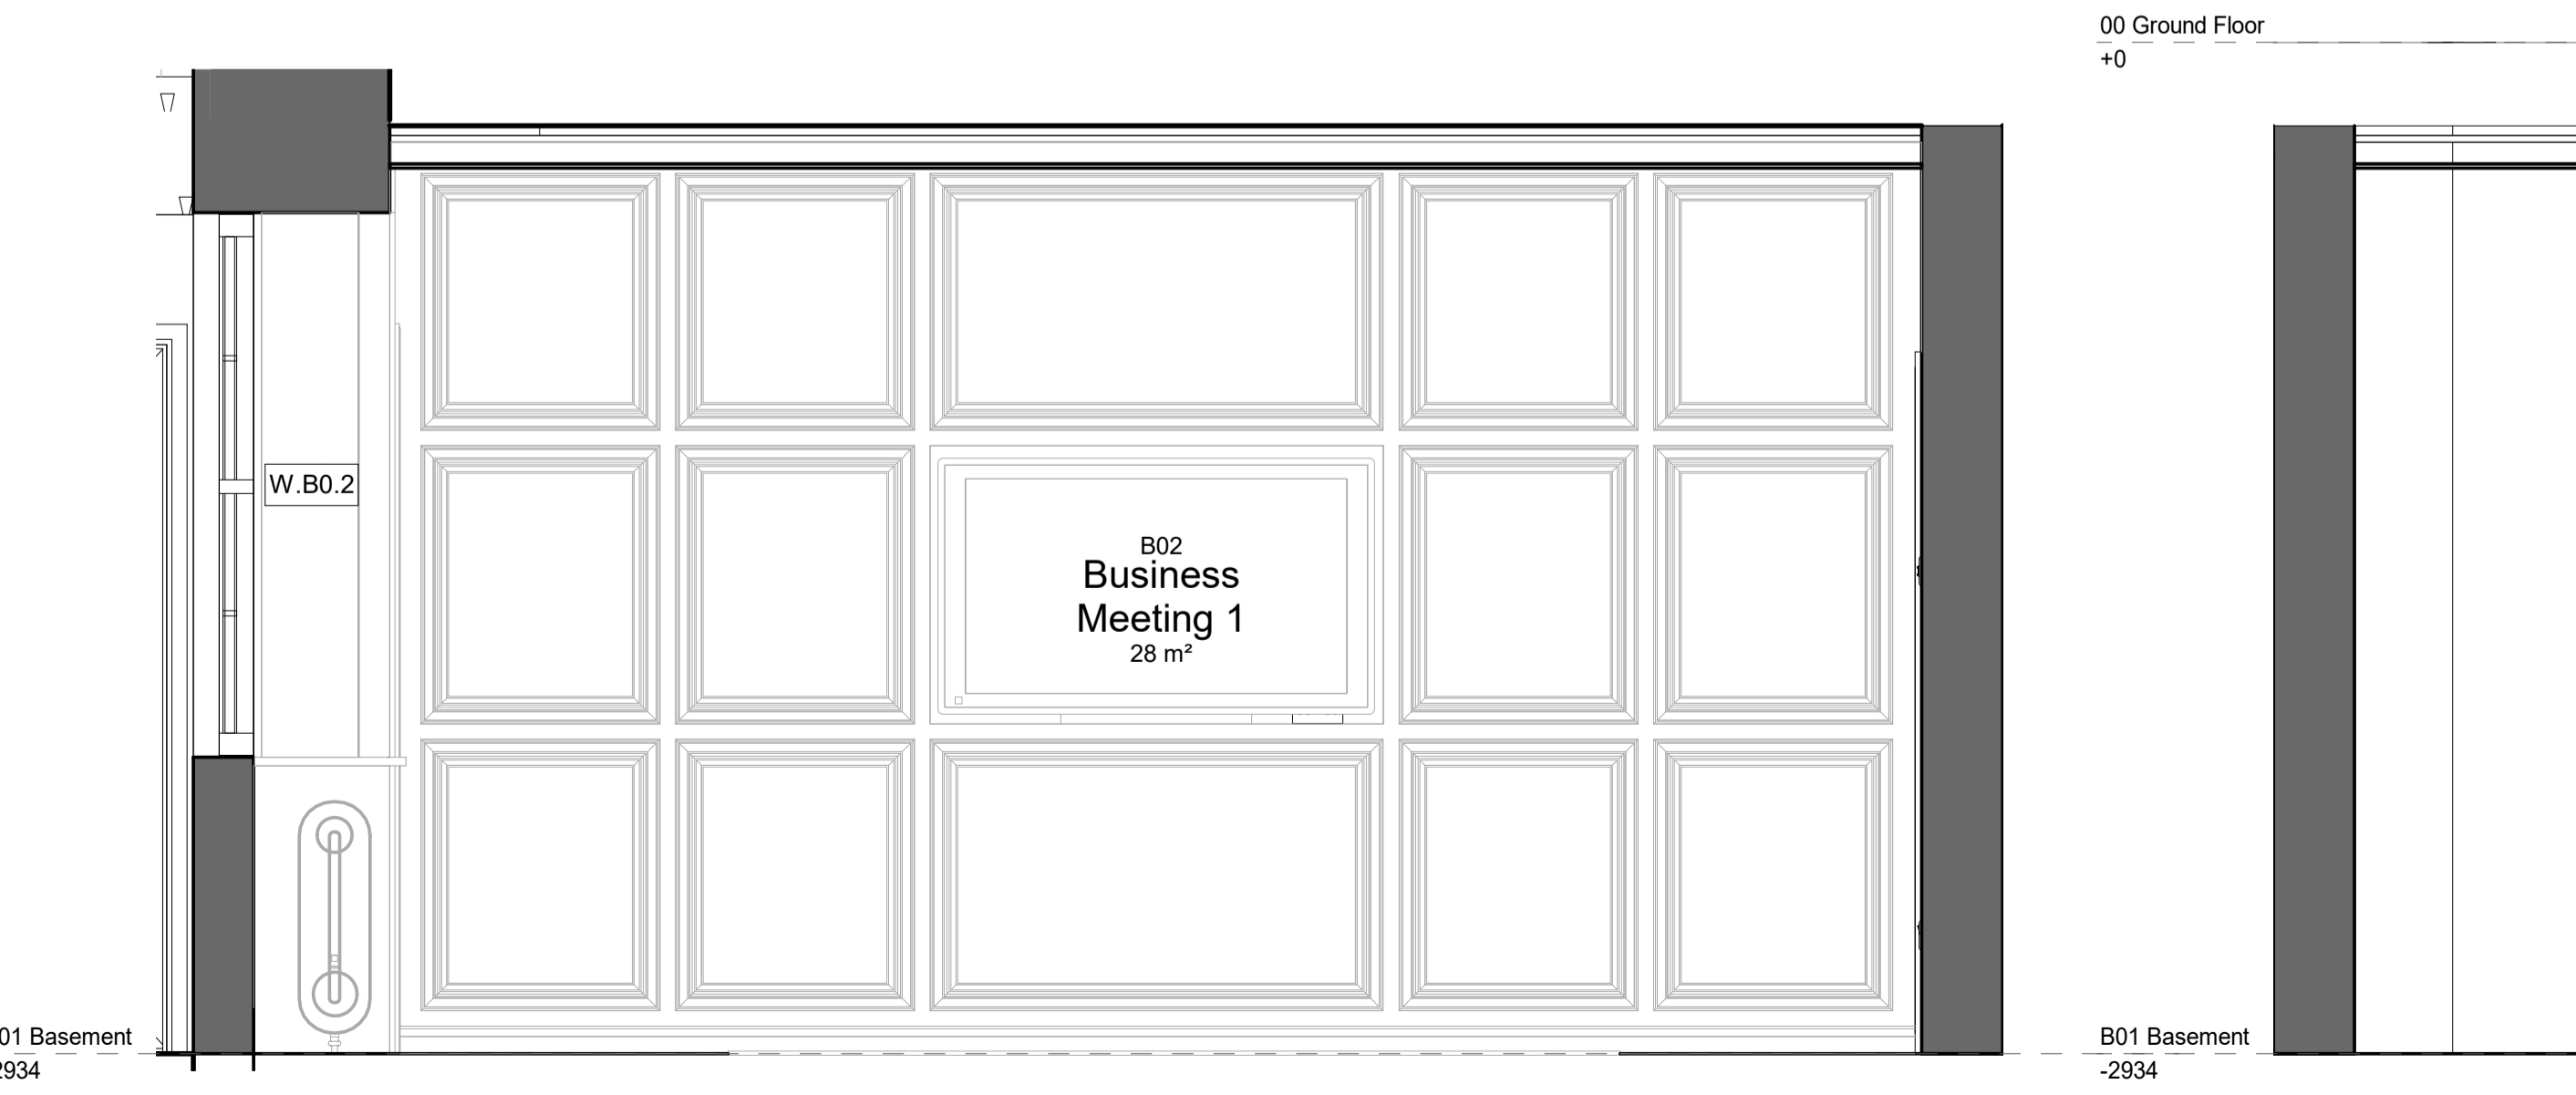 00 Ground Floor
+0
W.B0.2
B02
Business
Meeting 1
28 m²
01 Basement
2934
B01 Basement
-2934